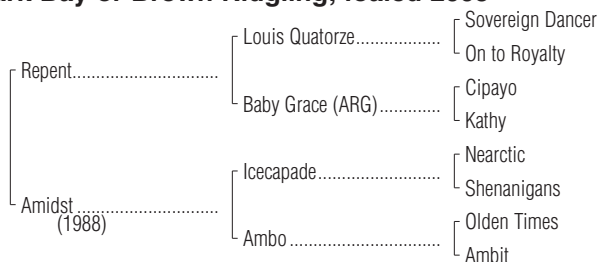 Sovereign Dancer
Louis Quatorze
On to Royalty
Repent
Cipayo
Baby Grace (ARG)
Kathy
Nearctic
Icecapade
Shenanigans
Amidst
(1988)
Olden Times
Ambo
Ambit